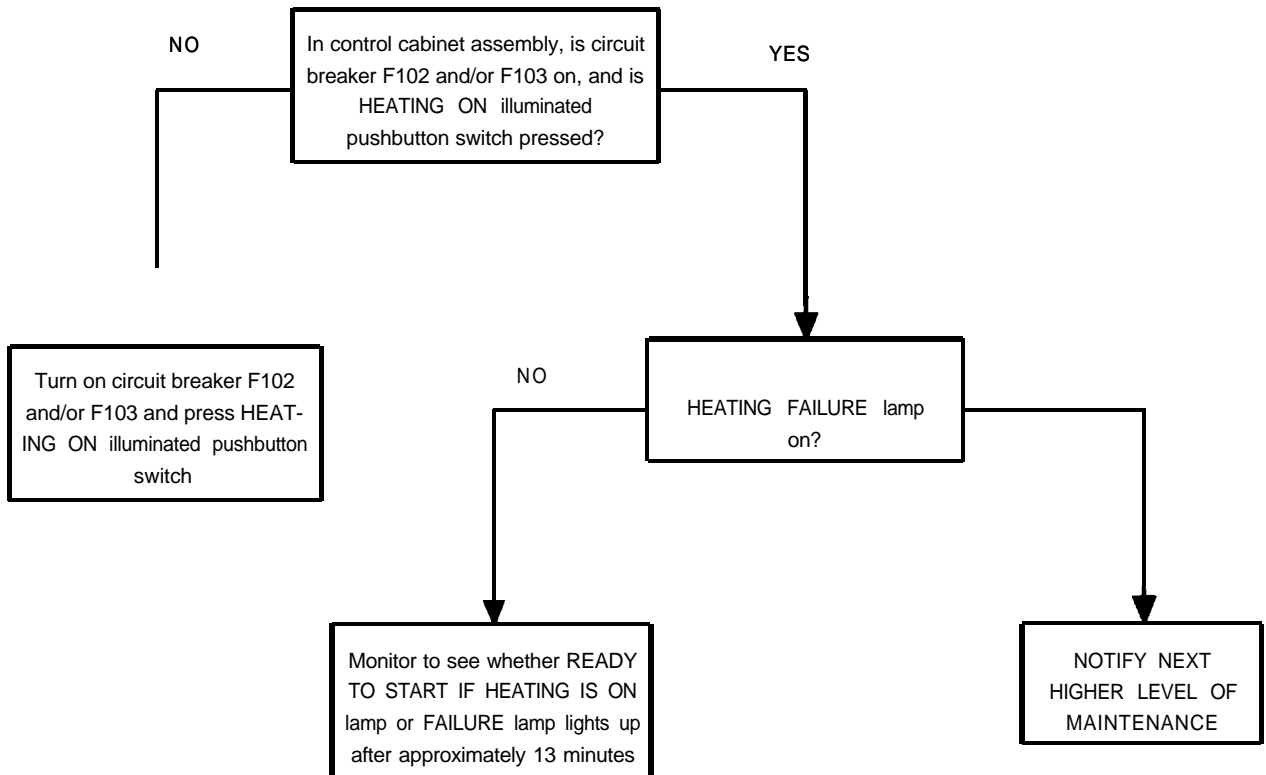 NO
In control cabinet assembly, is circuit
breaker F102 and/or F103 on, and is
HEATING ON illuminated
pushbutton switch pressed?
YES
Turn on circuit breaker F102
and/or F103 and press HEAT-
ING ON illuminated pushbutton
switch
NO
HEATING FAILURE lamp
on?
Monitor to see whether READY
TO START IF HEATING IS ON
lamp or FAILURE lamp lights up
after approximately 13 minutes
NOTIFY NEXT
HIGHER LEVEL OF
MAINTENANCE